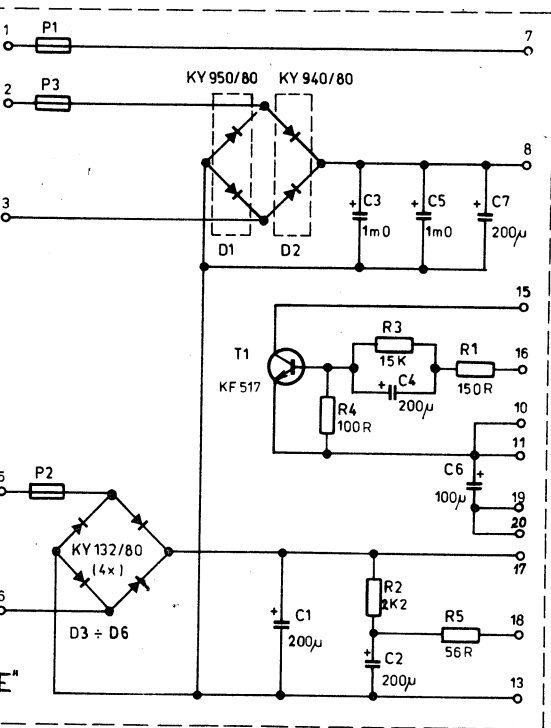 1
P1
7
KY 950/80 KY 940/80
2
P3
8
+ C3
1m0
+ C5
1m0
+ C7
200µ
3
D1
D2
15
T1
KF 517
R3
15K
R1
150R
16
+ C4
200µ
R4
100R
10
11
C6 +
100µ
19
20
5
P2
KY 132/80
(4x)
17
R2
2K2
+ C1
200µ
R5
56R
18
6
D3 ÷ D6
+ C2
200µ
13
E"